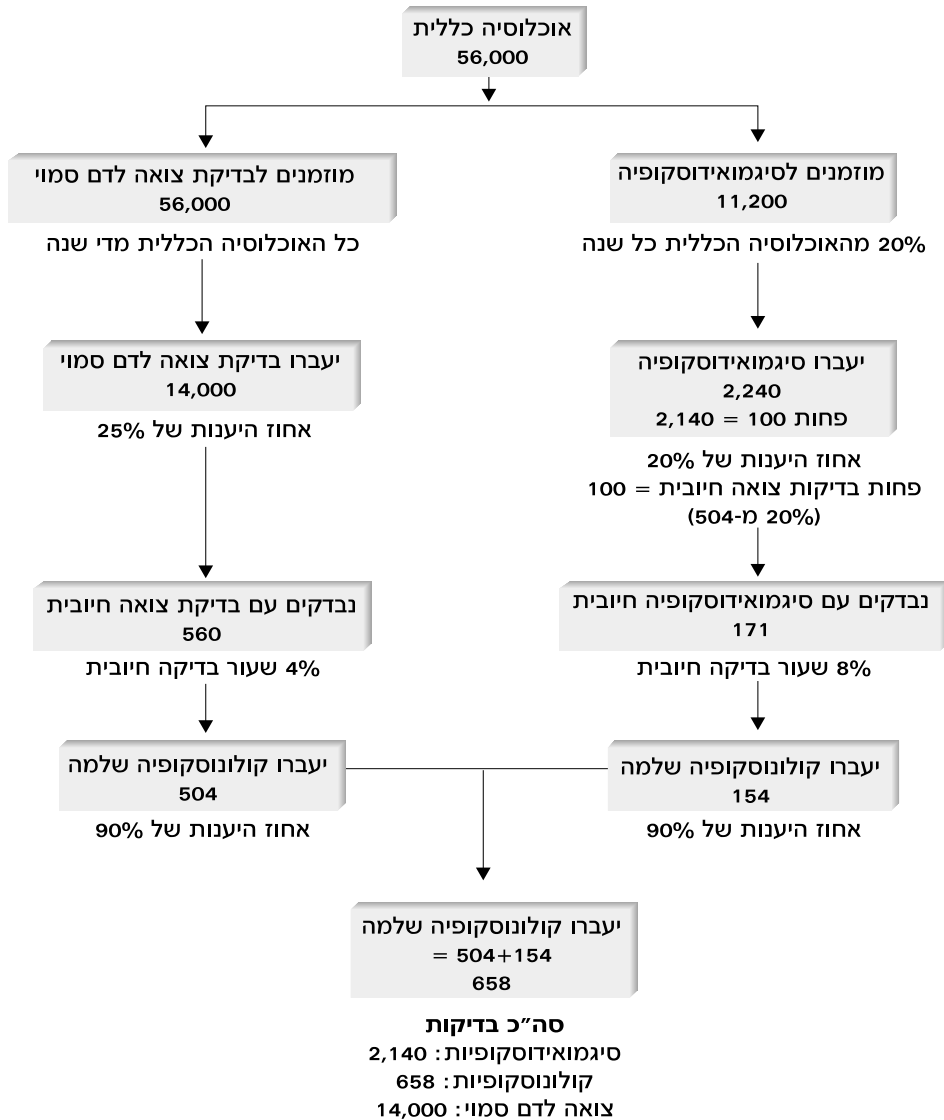 אוכלוסיה כללית
56,000
מוזמנים לסיגמואידוסקופיה
11,200
20% מהאוכלוסיה הכללית כל שנה
יעברו סיגמואידוסקופיה
2,240
פחות 100 = 2,140
אחוז היענות של 20%
פחות בדיקות צואה חיובית = 100
(20% מ-504)
נבדקים עם סיגמואידוסקופיה חיובית
171
8% שעור בדיקה חיובית
יעברו קולונוסקופיה שלמה
154
אחוז היענות של 90%
מוזמנים לבדיקת צואה לדם סמוי
56,000
כל האוכלוסיה הכללית מדי שנה
יעברו בדיקת צואה לדם סמוי
14,000
אחוז היענות של 25%
נבדקים עם בדיקת צואה חיובית
560
4% שעור בדיקה חיובית
יעברו קולונוסקופיה שלמה
504
אחוז היענות של 90%
יעברו קולונוסקופיה שלמה
504+154 =
658
סה״כ בדיקות
סיגמואידוסקופיות: 2,140
קולונוסקופיות: 658
צואה לדם סמוי: 14,000